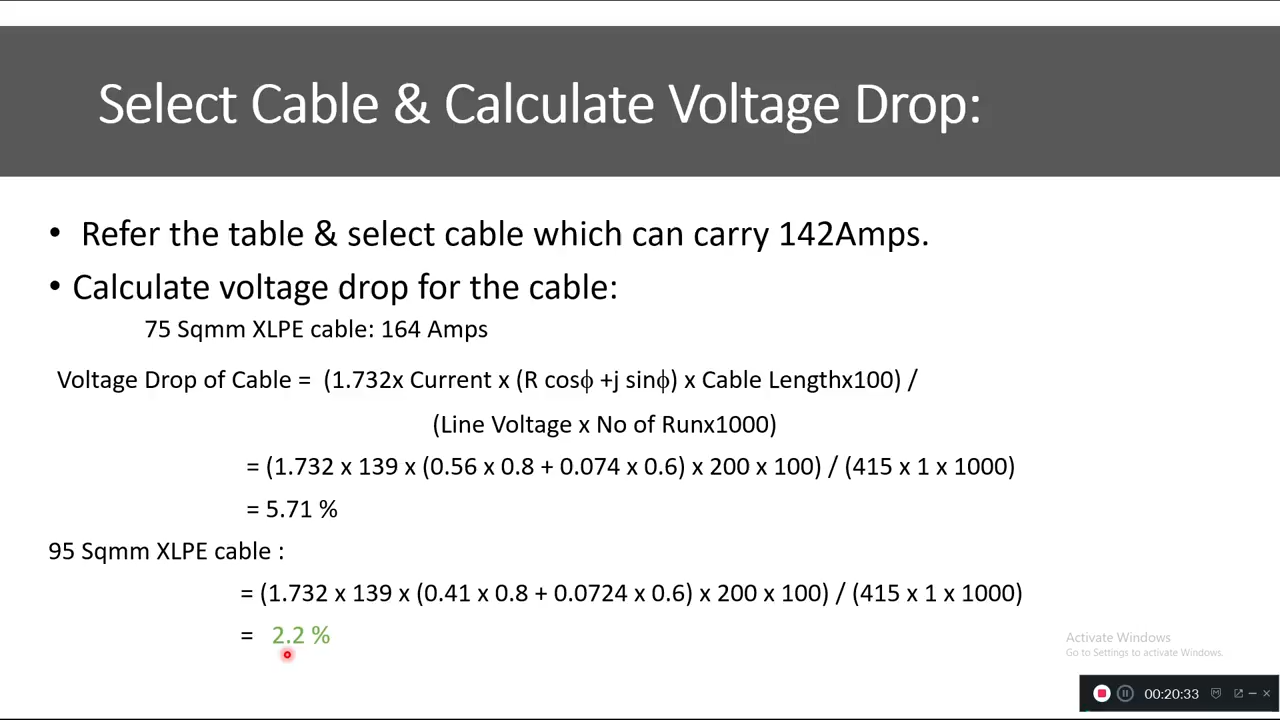 Select Cable & Calculate Voltage Drop:
• Refer the table & select cable which can carry 142Amps.
• Calculate voltage drop for the cable:
75 Sqmm XLPE cable: 164 Amps
Voltage Drop of Cable = (1.732x Current x (R cosϕ +j sinϕ) x Cable Lengthx100) /
(Line Voltage x No of Runx1000)
= (1.732 x 139 x (0.56 x 0.8 + 0.074 x 0.6) x 200 x 100) / (415 x 1 x 1000)
= 5.71 %
95 Sqmm XLPE cable :
= (1.732 x 139 x (0.41 x 0.8 + 0.0724 x 0.6) x 200 x 100) / (415 x 1 x 1000)
= 2.2 %
Activate Windows
Go to Settings to activate Windows.
00:20:33